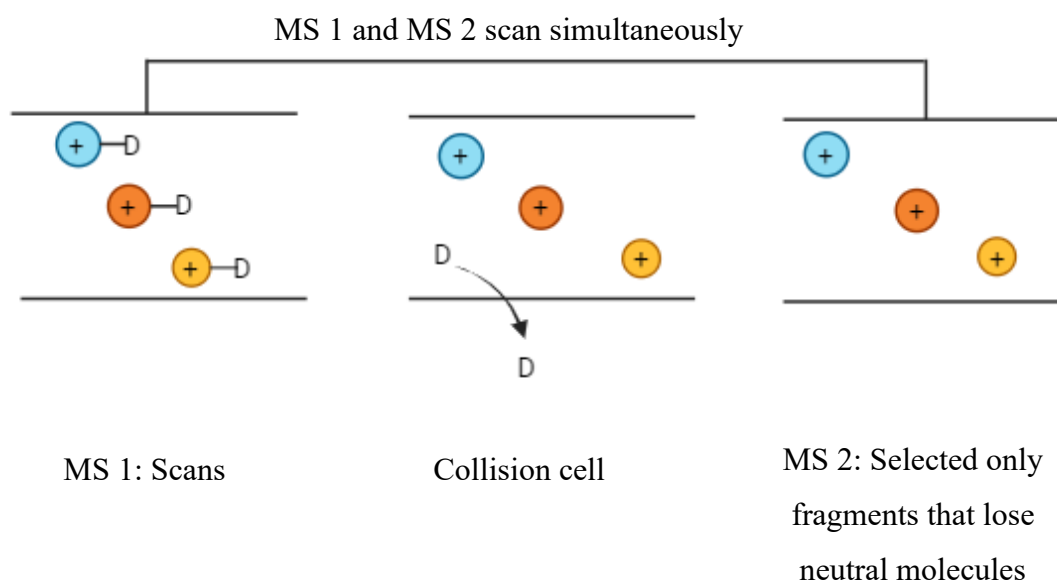 MS 1 and MS 2 scan simultaneously
+ D
+ D
+ D
+
+
D
+
D
+
+
+
MS 1: Scans
Collision cell
MS 2: Selected only
fragments that lose
neutral molecules